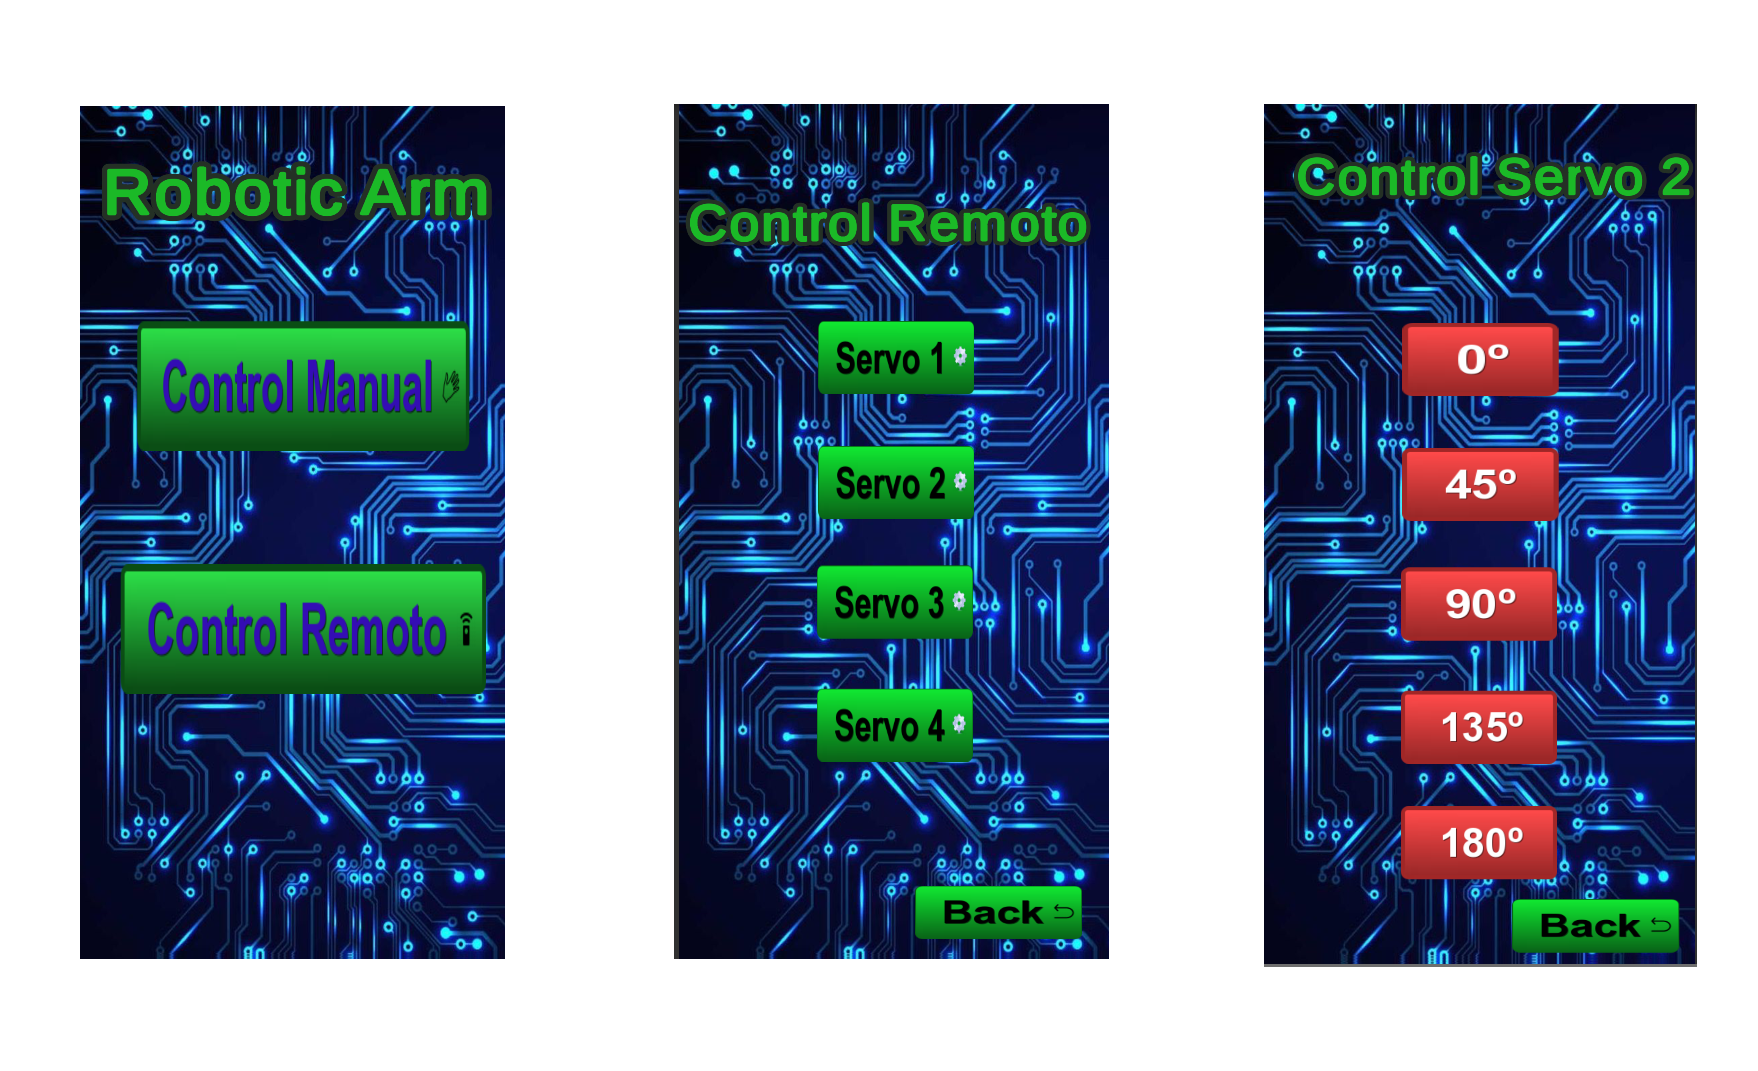 Robotic Arm
Control Manual
Control Remoto
Control Remoto
Servo 1
Servo 2
Servo 3
Servo 4
Back
Control Servo 2
0º
45º
90º
135º
180º
Back